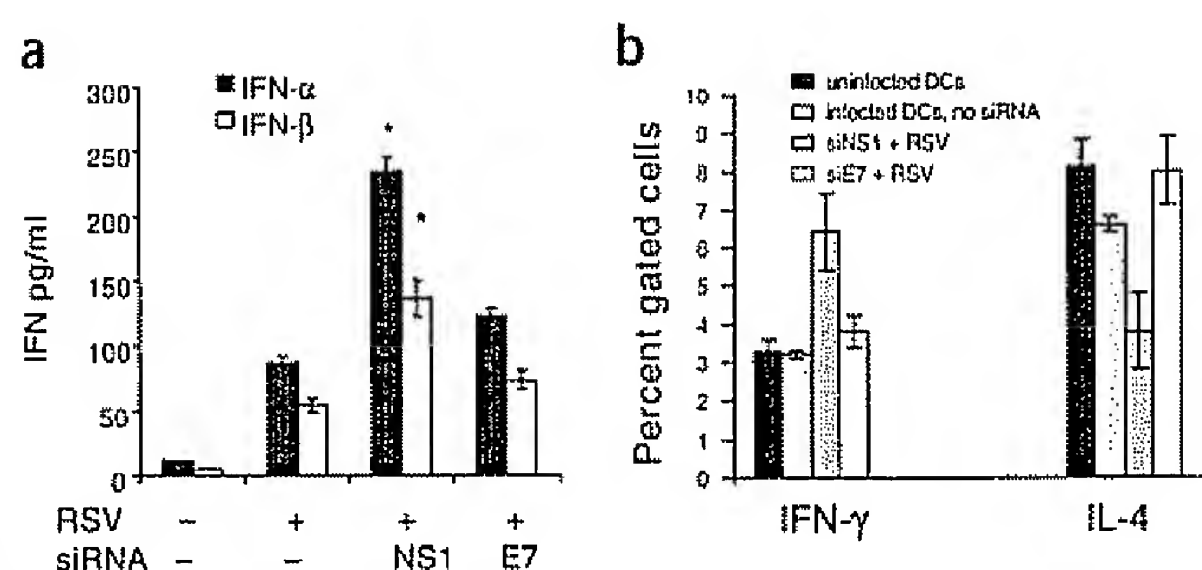 a
IFN-α
IFN-β
300
250
200
150
100
50
0
IFN pg/ml
*
*
RSV – + + +
siRNA – – NS1 E7
b
uninfected DCs
infected DCs, no siRNA
siNS1 + RSV
siE7 + RSV
10
9
8
7
6
5
4
3
2
1
0
Percent gated cells
IFN-γ IL-4